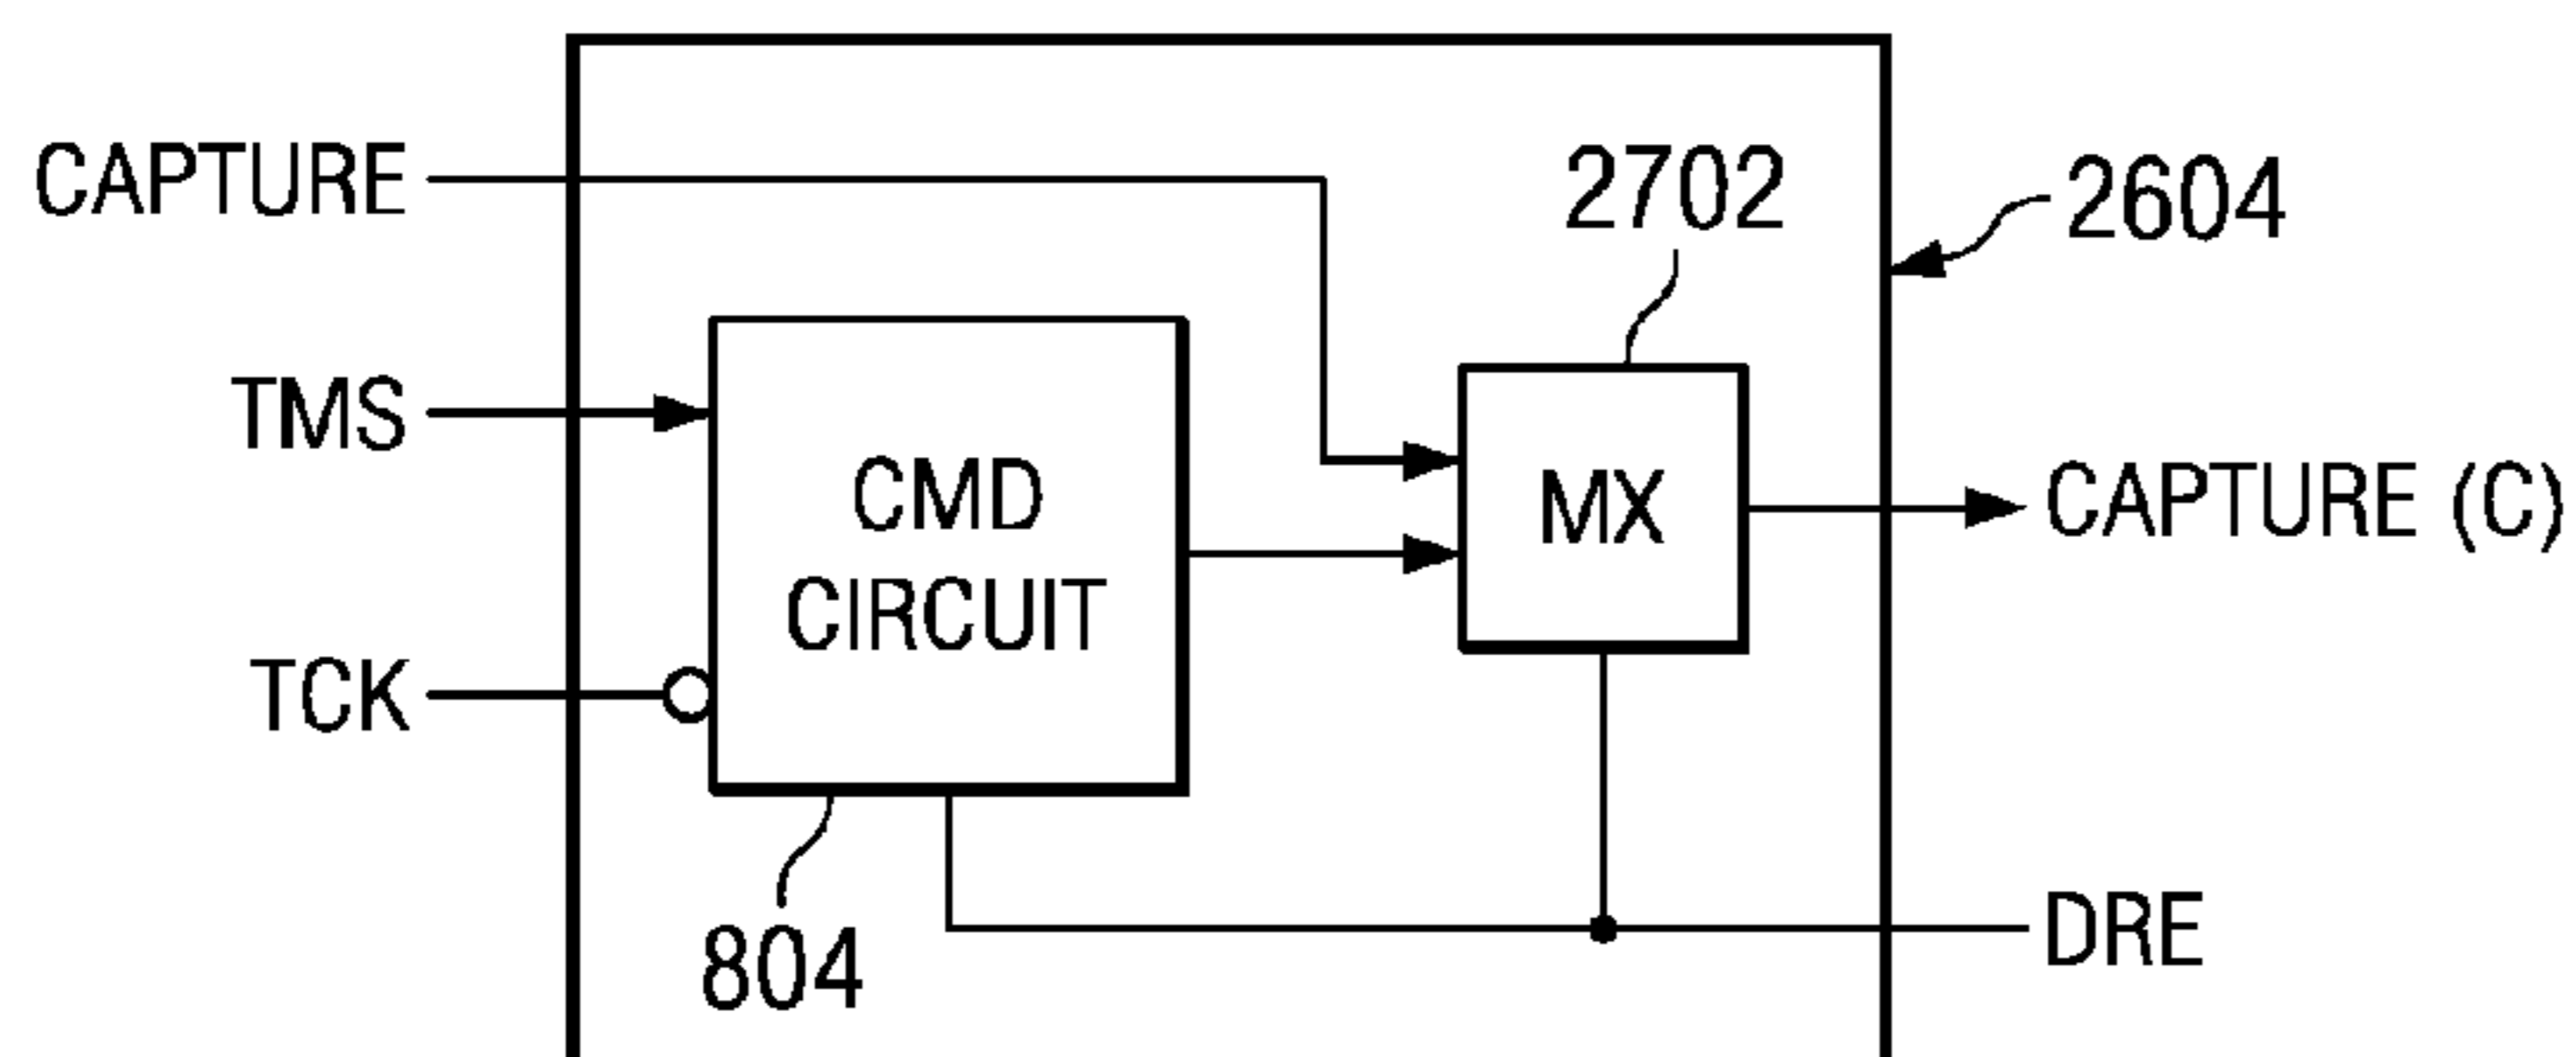 CAPTURE
2702
2604
TMS
CMD
CIRCUIT
MX
CAPTURE (C)
TCK
804
DRE